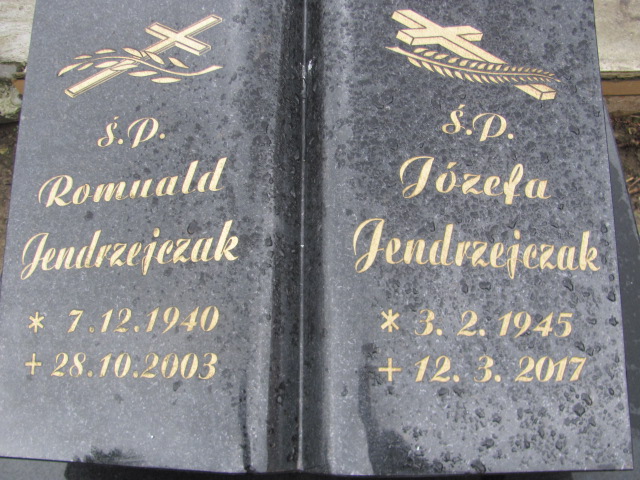 Ś.P.
Romuald
Jendrzejczak
* 7.12.1940
+ 28.10.2003
Ś.P.
Józefa
Jendrzejczak
* 3. 2. 1945
+ 12. 3. 2017